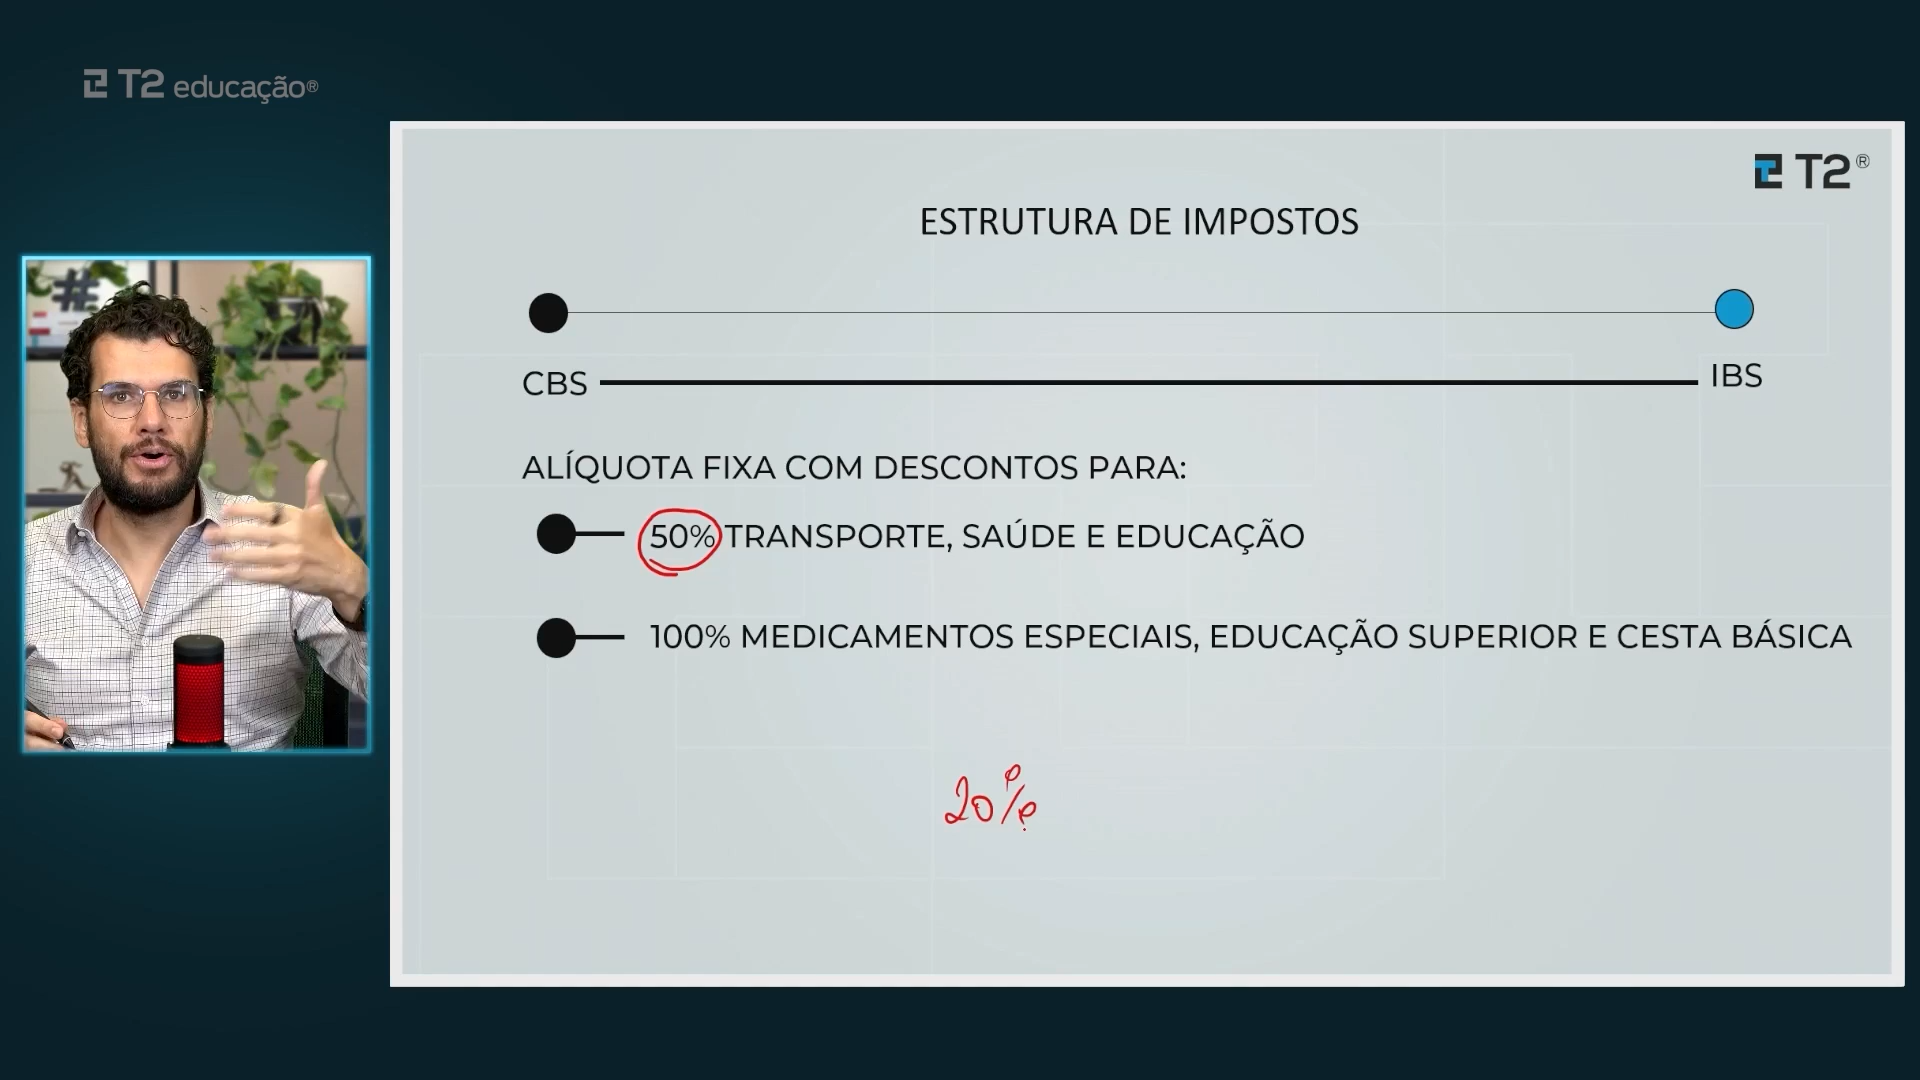 T2 educação®
T2®
ESTRUTURA DE IMPOSTOS
CBS
IBS
ALÍQUOTA FIXA COM DESCONTOS PARA:
50% TRANSPORTE, SAÚDE E EDUCAÇÃO
100% MEDICAMENTOS ESPECIAIS, EDUCAÇÃO SUPERIOR E CESTA BÁSICA
20%